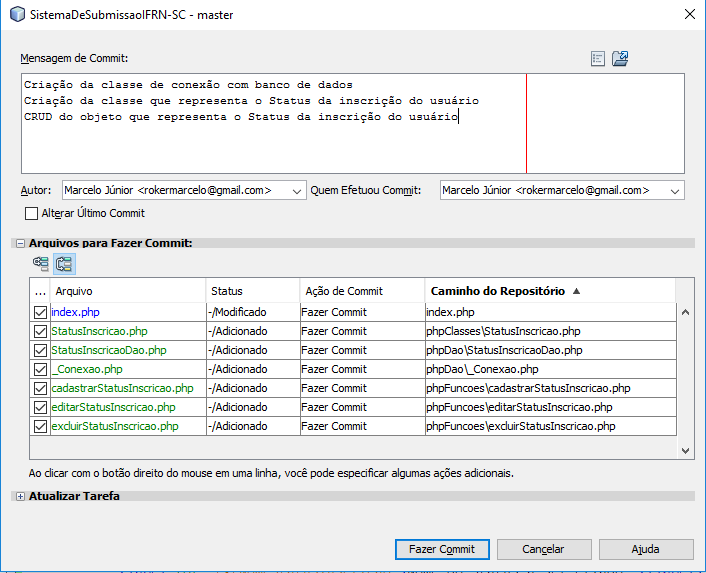 SistemaDeSubmissaoIFRN-SC - master
Mensagem de Commit:
Criação da classe de conexão com banco de dados
Criação da classe que representa o Status da inscrição do usuário
CRUD do objeto que representa o Status da inscrição do usuário
Autor: Marcelo Júnior <rokermarcelo@gmail.com> Quem Efetuou Commit: Marcelo Júnior <rokermarcelo@gmail.com>
Alterar Último Commit
Arquivos para Fazer Commit:
... Arquivo Status Ação de Commit Caminho do Repositório
index.php -/Modificado Fazer Commit index.php
StatusInscricao.php -/Adicionado Fazer Commit phpClasses\StatusInscricao.php
StatusInscricaoDao.php -/Adicionado Fazer Commit phpDao\StatusInscricaoDao.php
_Conexao.php -/Adicionado Fazer Commit phpDao\_Conexao.php
cadastrarStatusInscricao.php -/Adicionado Fazer Commit phpFuncoes\cadastrarStatusInscricao.php
editarStatusInscricao.php -/Adicionado Fazer Commit phpFuncoes\editarStatusInscricao.php
excluirStatusInscricao.php -/Adicionado Fazer Commit phpFuncoes\excluirStatusInscricao.php
Ao clicar com o botão direito do mouse em uma linha, você pode especificar algumas ações adicionais.
Atualizar Tarefa
Fazer Commit Cancelar Ajuda